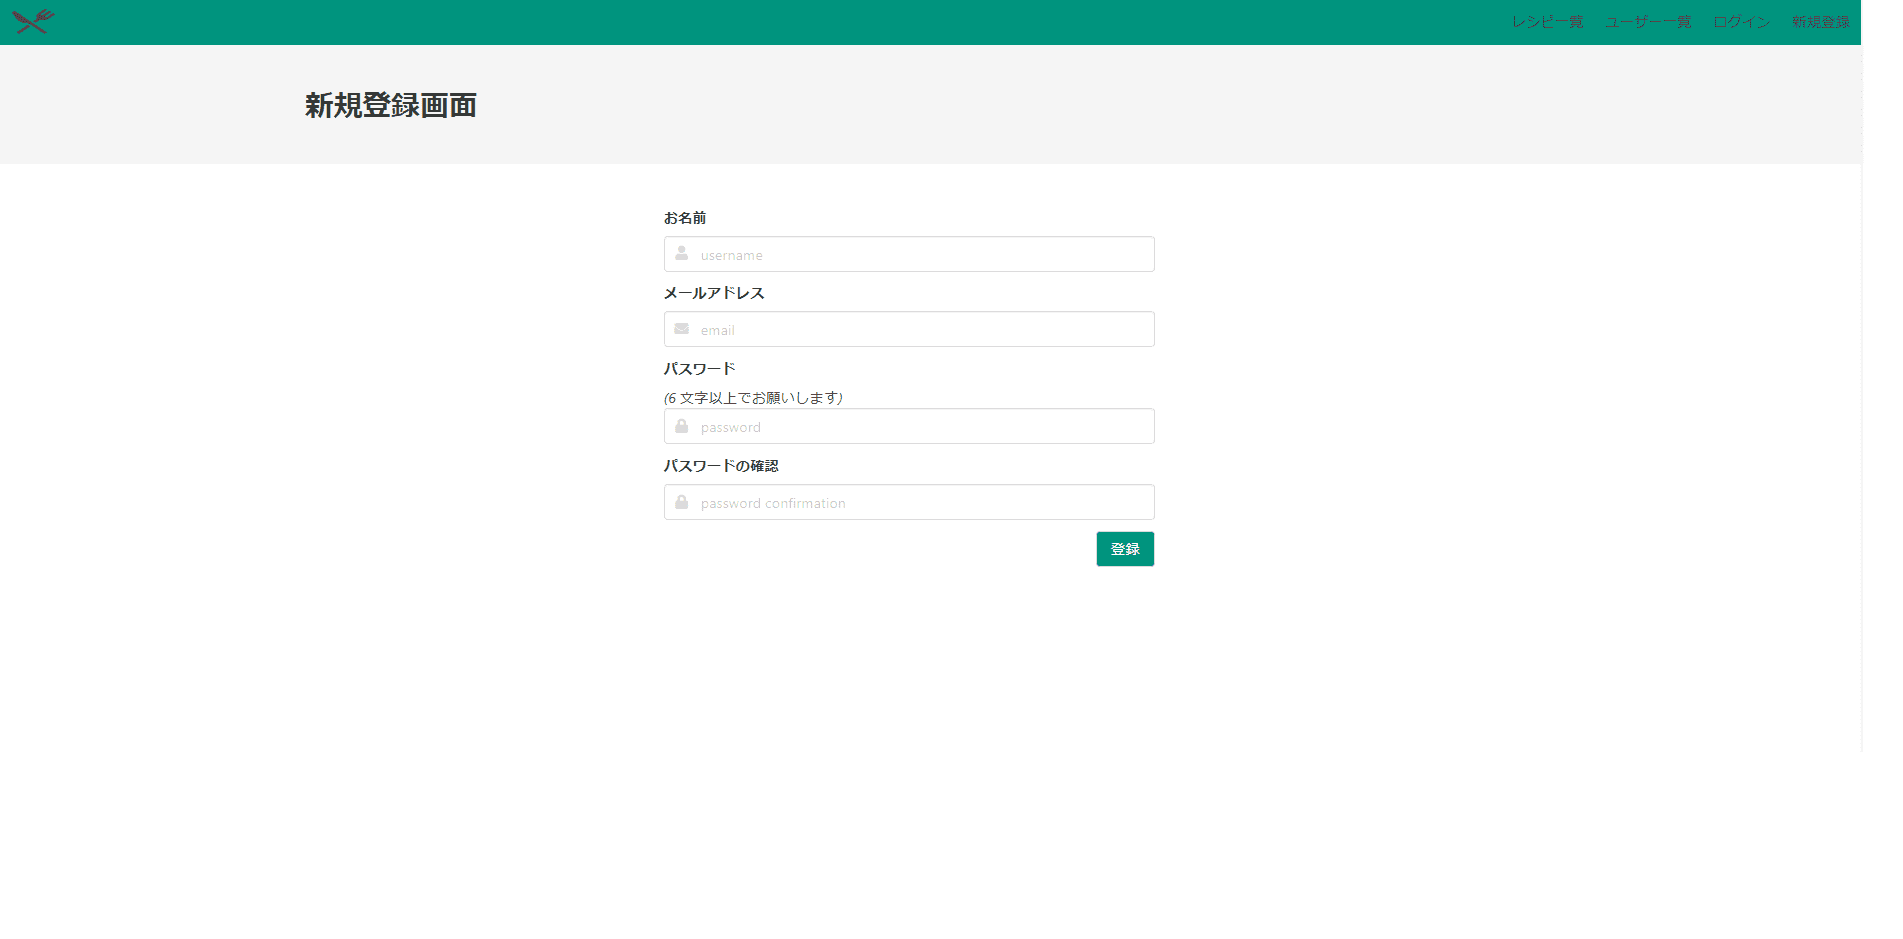 レシピ一覧 ユーザー一覧 ログイン 新規登録
新規登録画面
お名前
username
メールアドレス
email
パスワード
(6 文字以上でお願いします)
password
パスワードの確認
password confirmation
登録